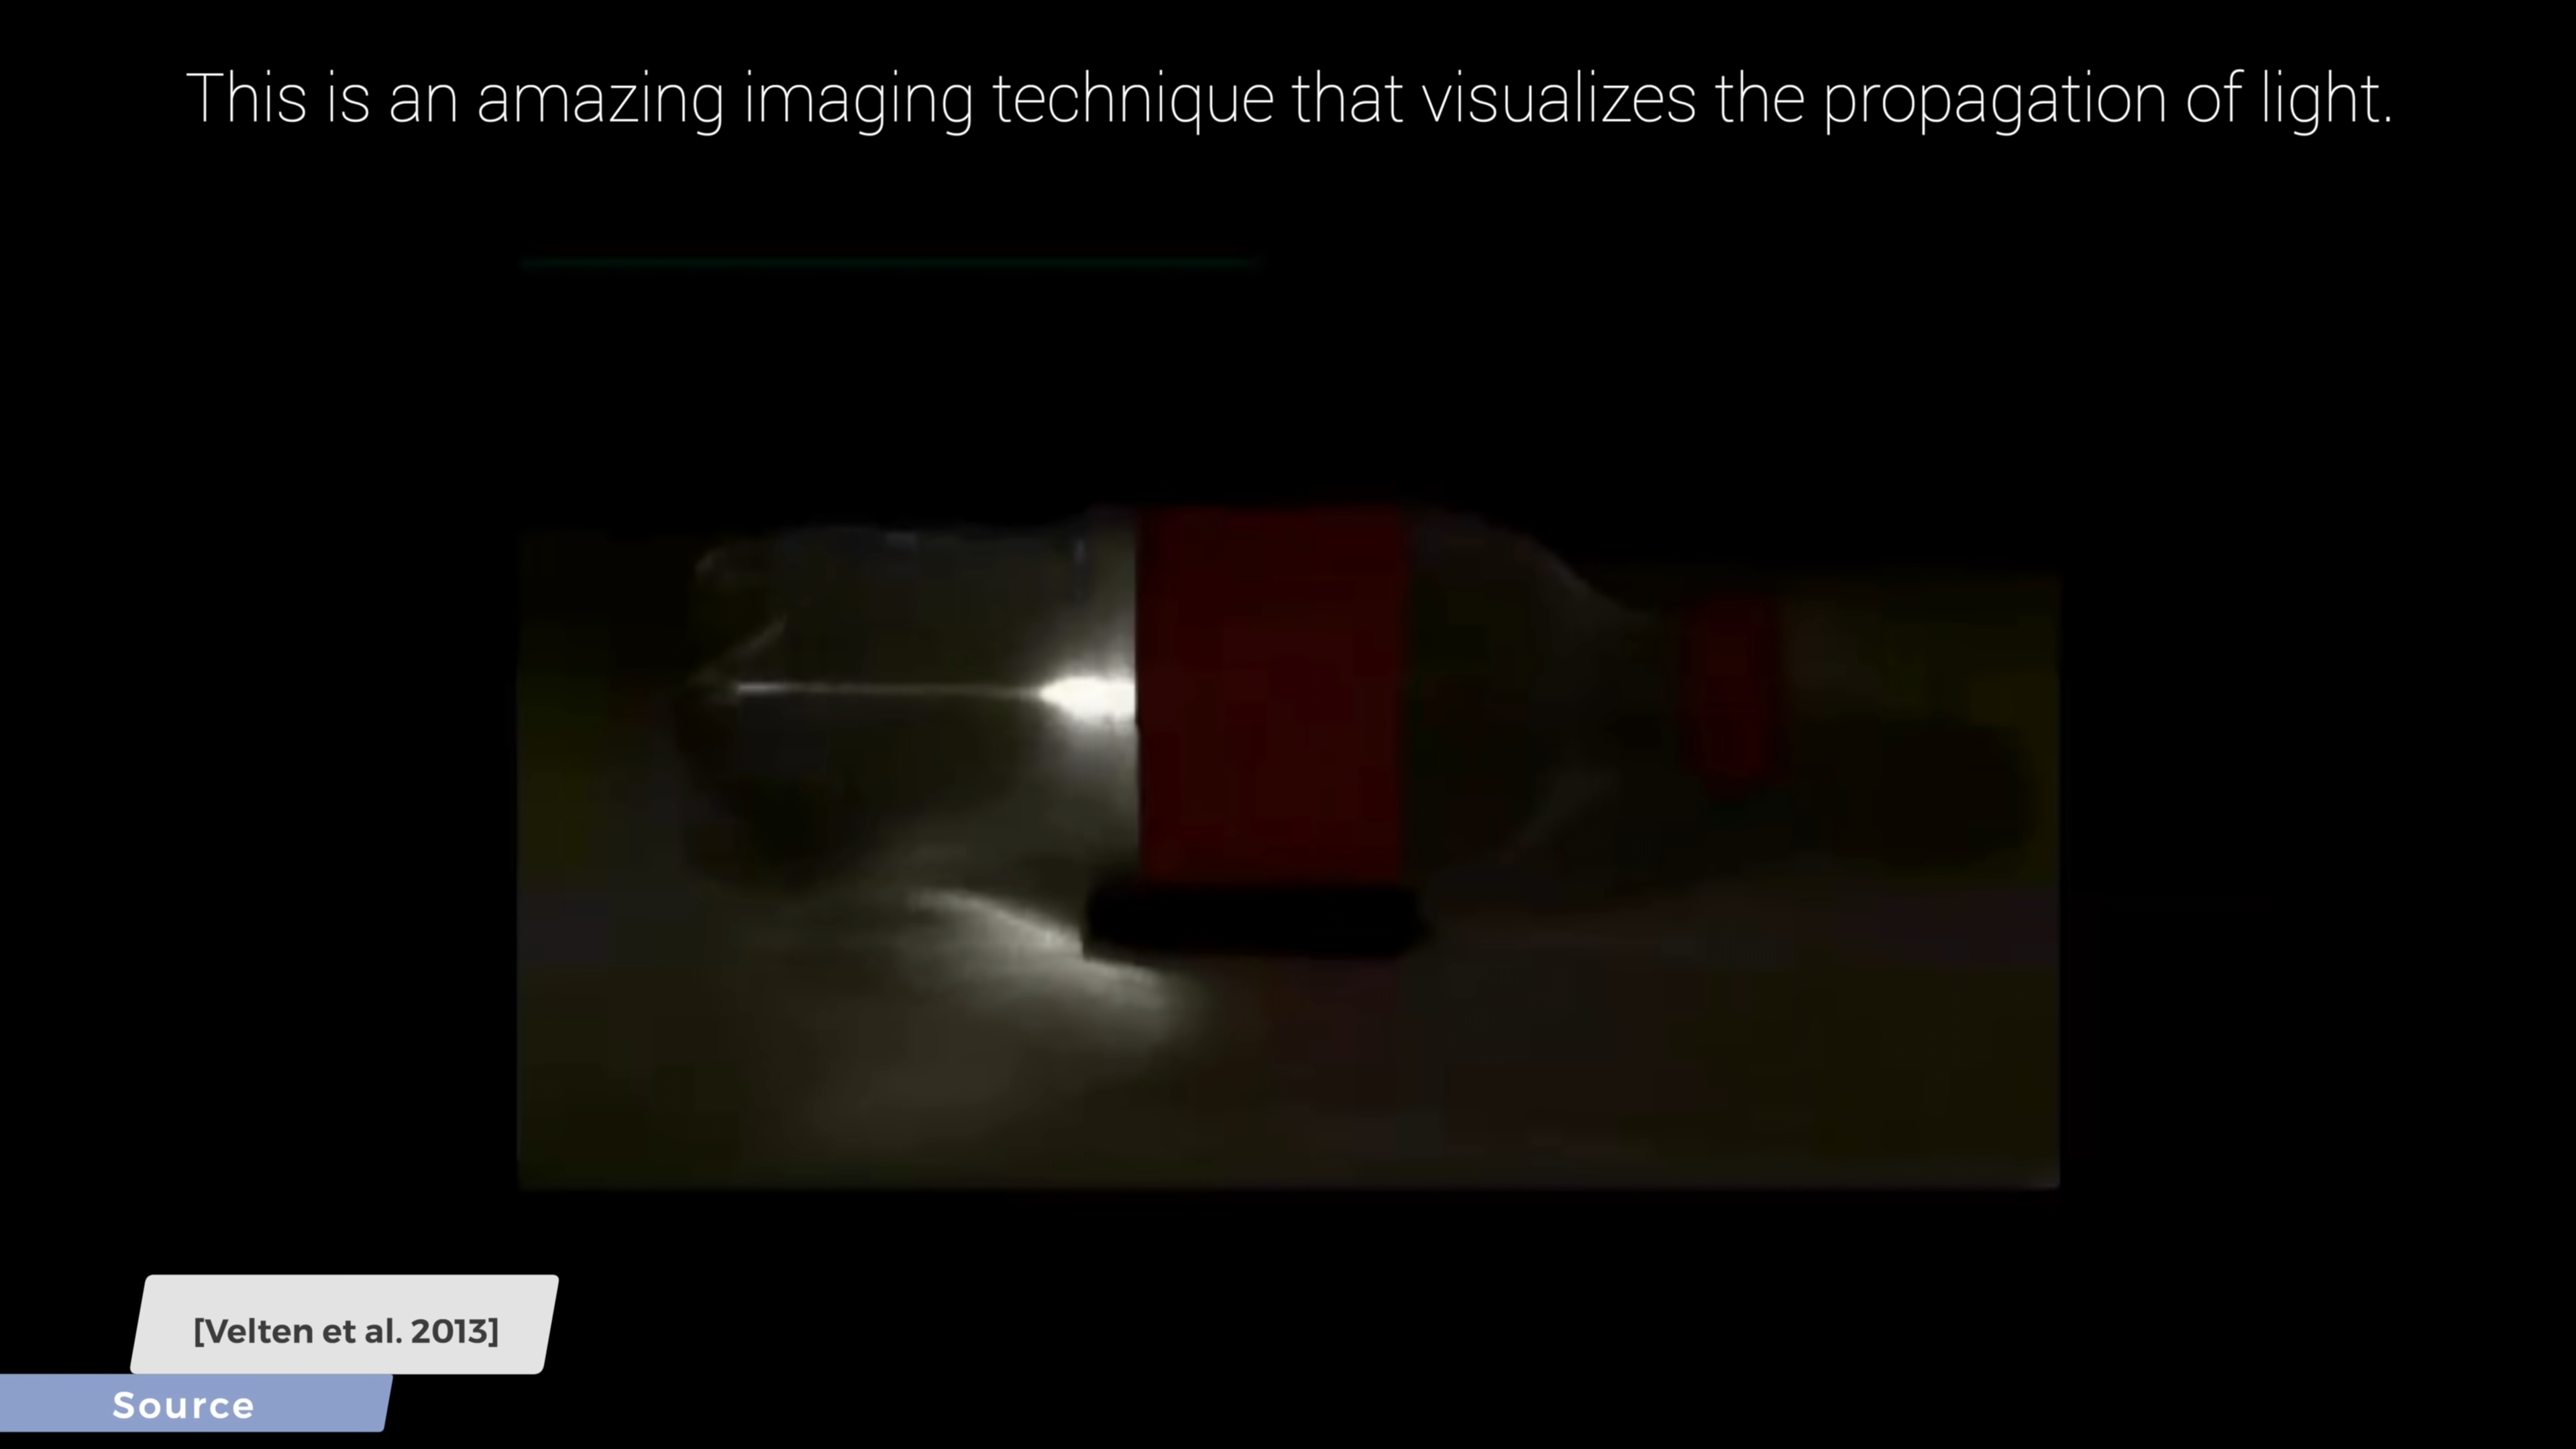 This is an amazing imaging technique that visualizes the propagation of light.
[Velten et al. 2013]
Source